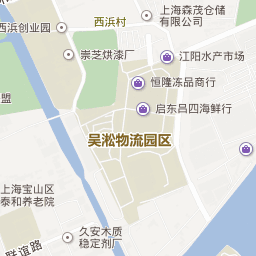 上海森茂仓储
有限公司
西浜村
西浜创业园
崇芝烘漆厂
江阳水产市场
恒隆冻品商行
盟
启东昌四海鲜行
吴淞物流园区
上海宝山区
泰和养老院
久安木质
稳定剂厂
联谊路